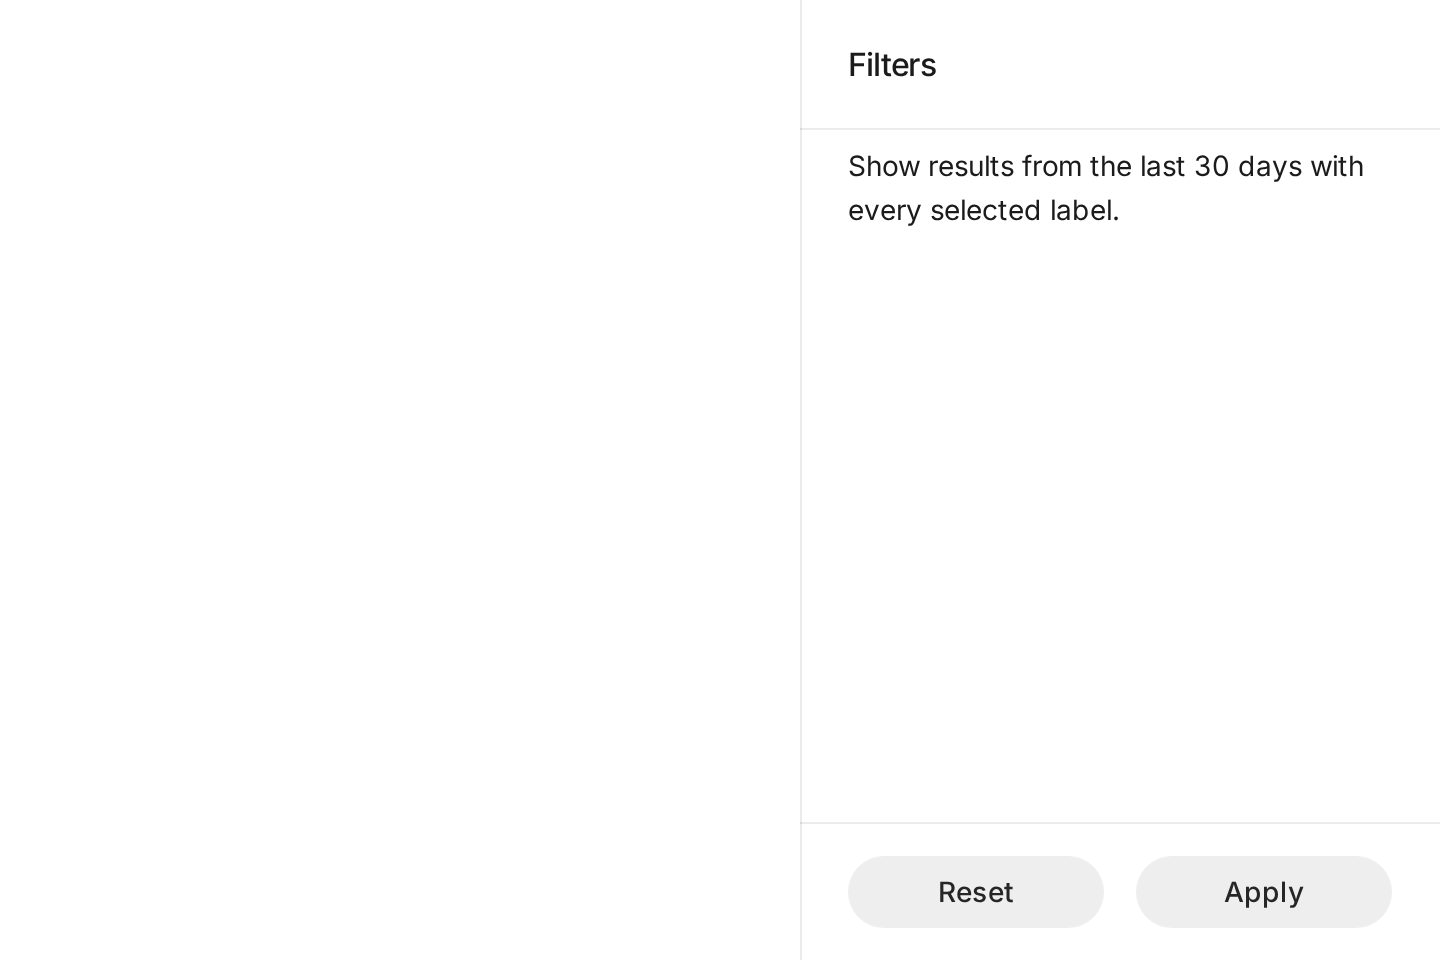 Filters
Show results from the last 30 days with
every selected label.
Reset
Apply